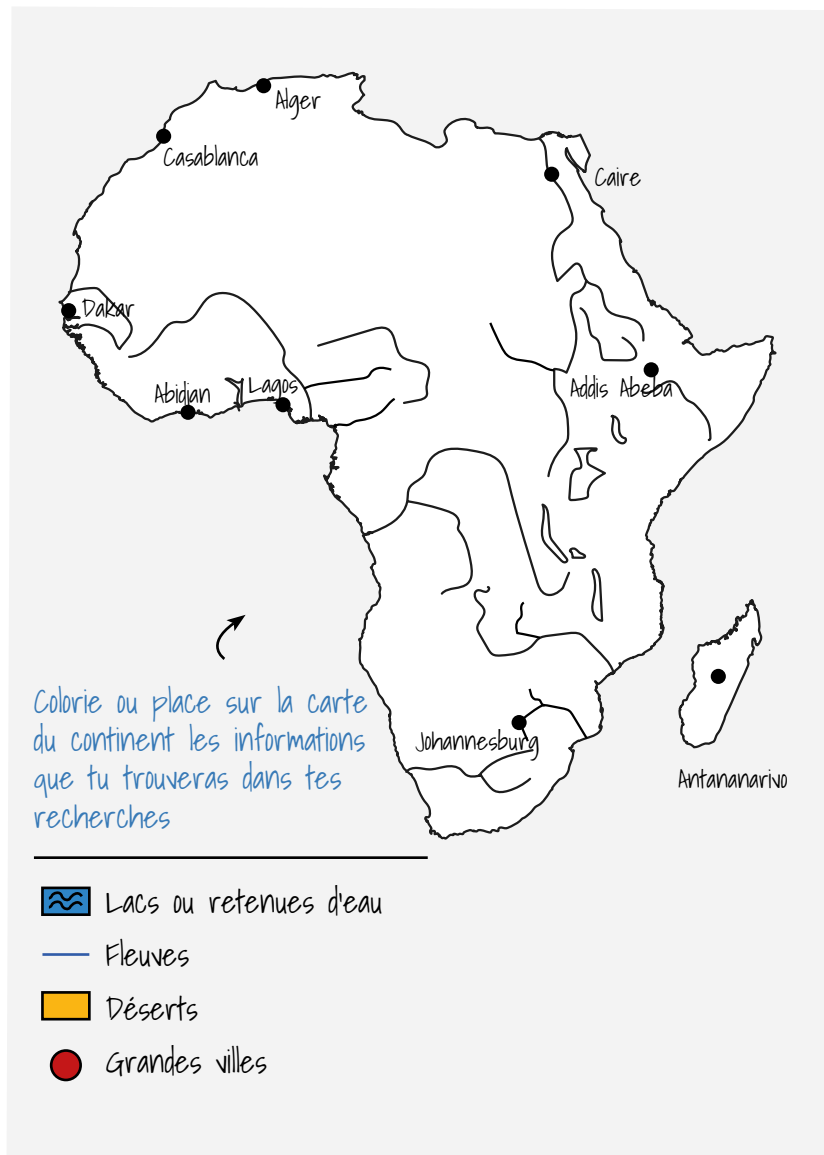 Alger
Casablanca
Caire
Dakar
Abidjan
Lagos
Addis Abeba
Johannesburg
Antananarivo
Colorie ou place sur la carte
du continent les informations
que tu trouveras dans tes
recherches
Lacs ou retenues d'eau
Fleuves
Déserts
Grandes villes